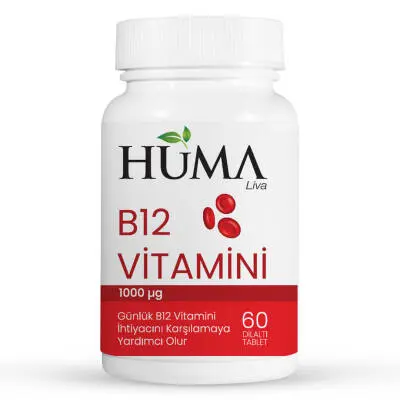 HUMA
Liva
B12
VİTAMİNİ
1000 µg
Günlük B12 Vitamini
İhtiyacını Karşılamaya
Yardımcı Olur
60
DİLALTI
TABLET